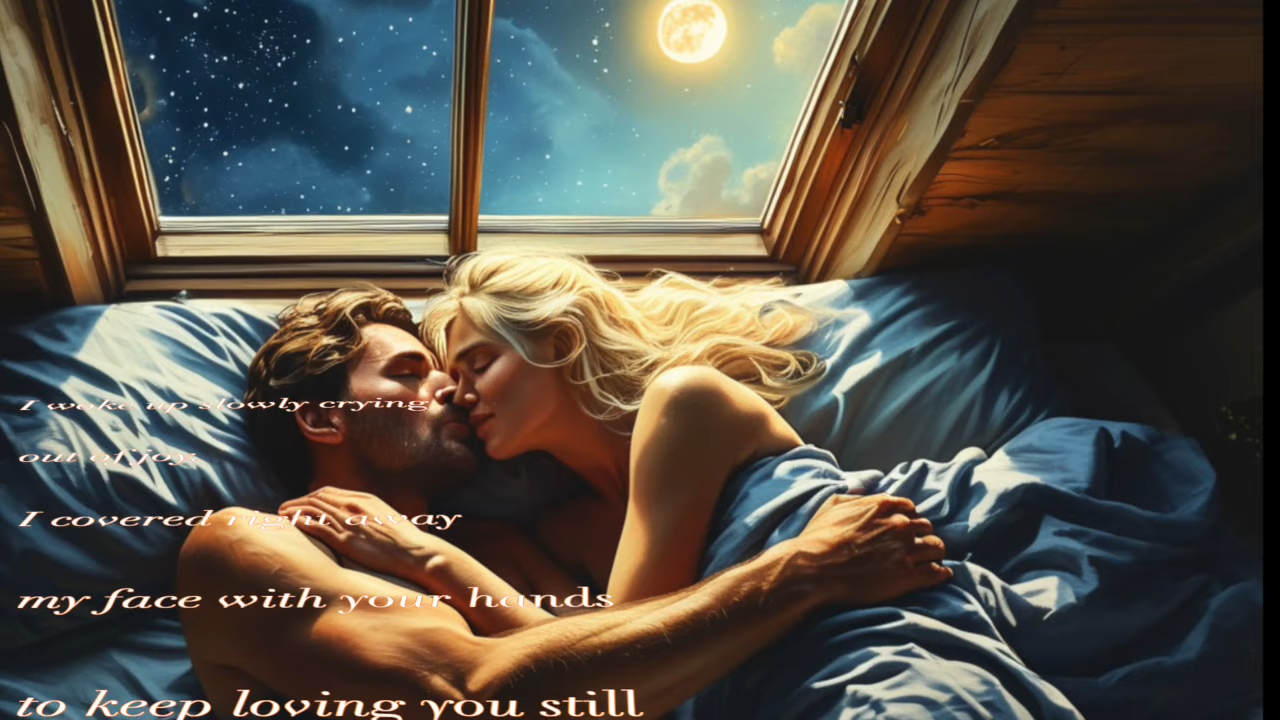 I woke up slowly crying
out of joy
I covered right away
my face with your hands
to keep loving you still